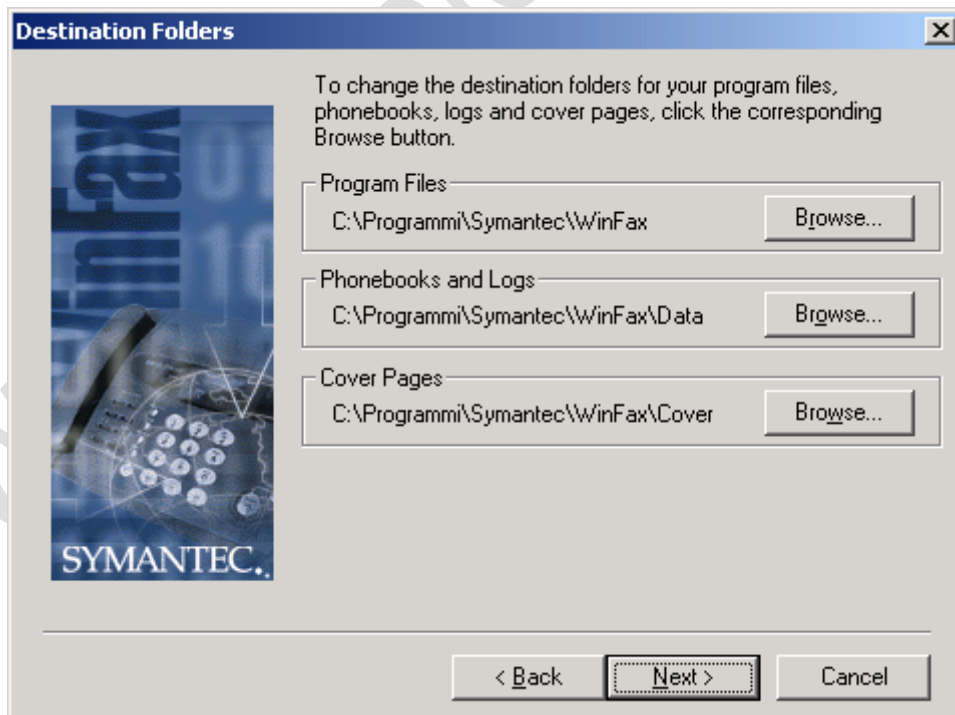 Destination Folders
To change the destination folders for your program files,
phonebooks, logs and cover pages, click the corresponding
Browse button.
WinFax
Program Files
C:\Programmi\Symantec\WinFax
Browse...
Phonebooks and Logs
C:\Programmi\Symantec\WinFax\Data
Browse...
Cover Pages
C:\Programmi\Symantec\WinFax\Cover
Browse...
SYMANTEC.
< Back
Next >
Cancel